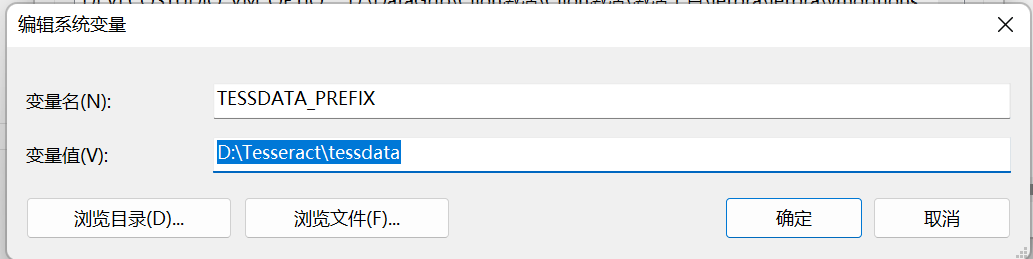 编辑系统变量
变量名(N):
TESSDATA_PREFIX
变量值(V):
D:\Tesseract\tessdata
浏览目录(D)...
浏览文件(F)...
确定
取消